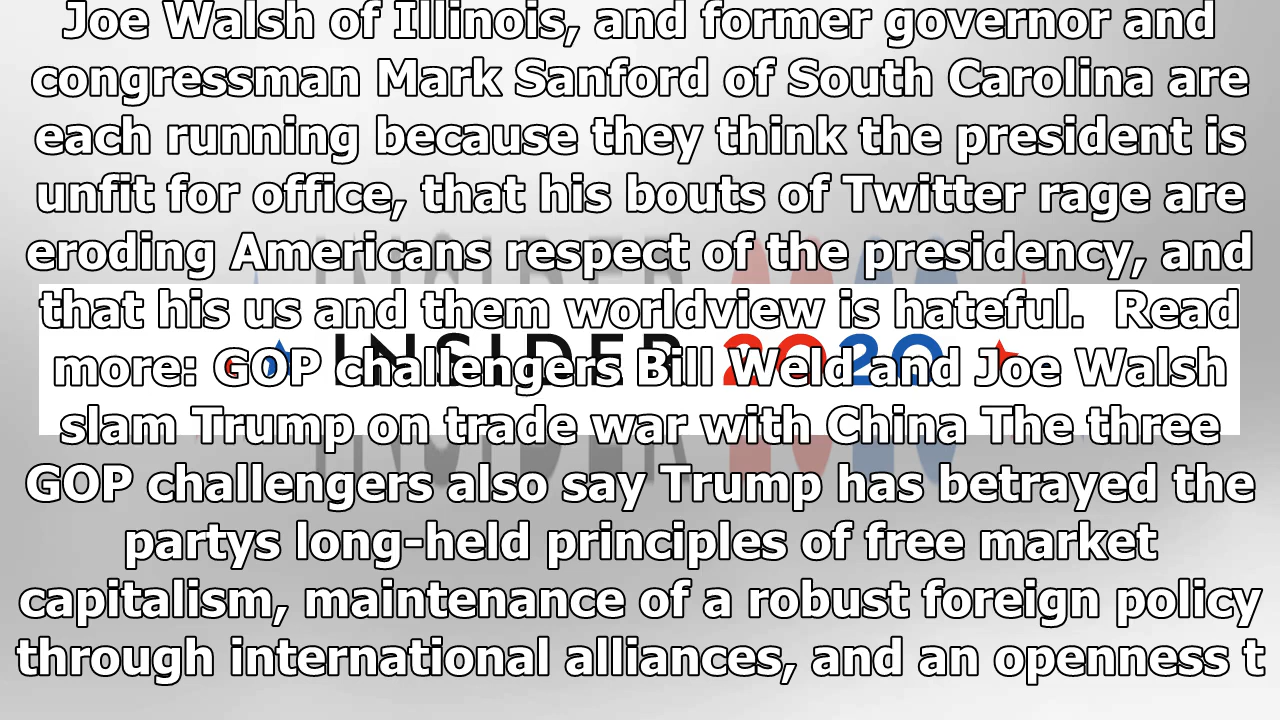 Joe Walsh of Illinois, and former governor and
congressman Mark Sanford of South Carolina are
each running because they think the president is
unfit for office, that his bouts of Twitter rage are
eroding Americans respect of the presidency, and
that his us and them worldview is hateful.  Read
more: GOP challengers Bill Weld and Joe Walsh
slam Trump on trade war with China The three
GOP challengers also say Trump has betrayed the
partys long-held principles of free market
capitalism, maintenance of a robust foreign policy
through international alliances, and an openness t
INSIDER 2020